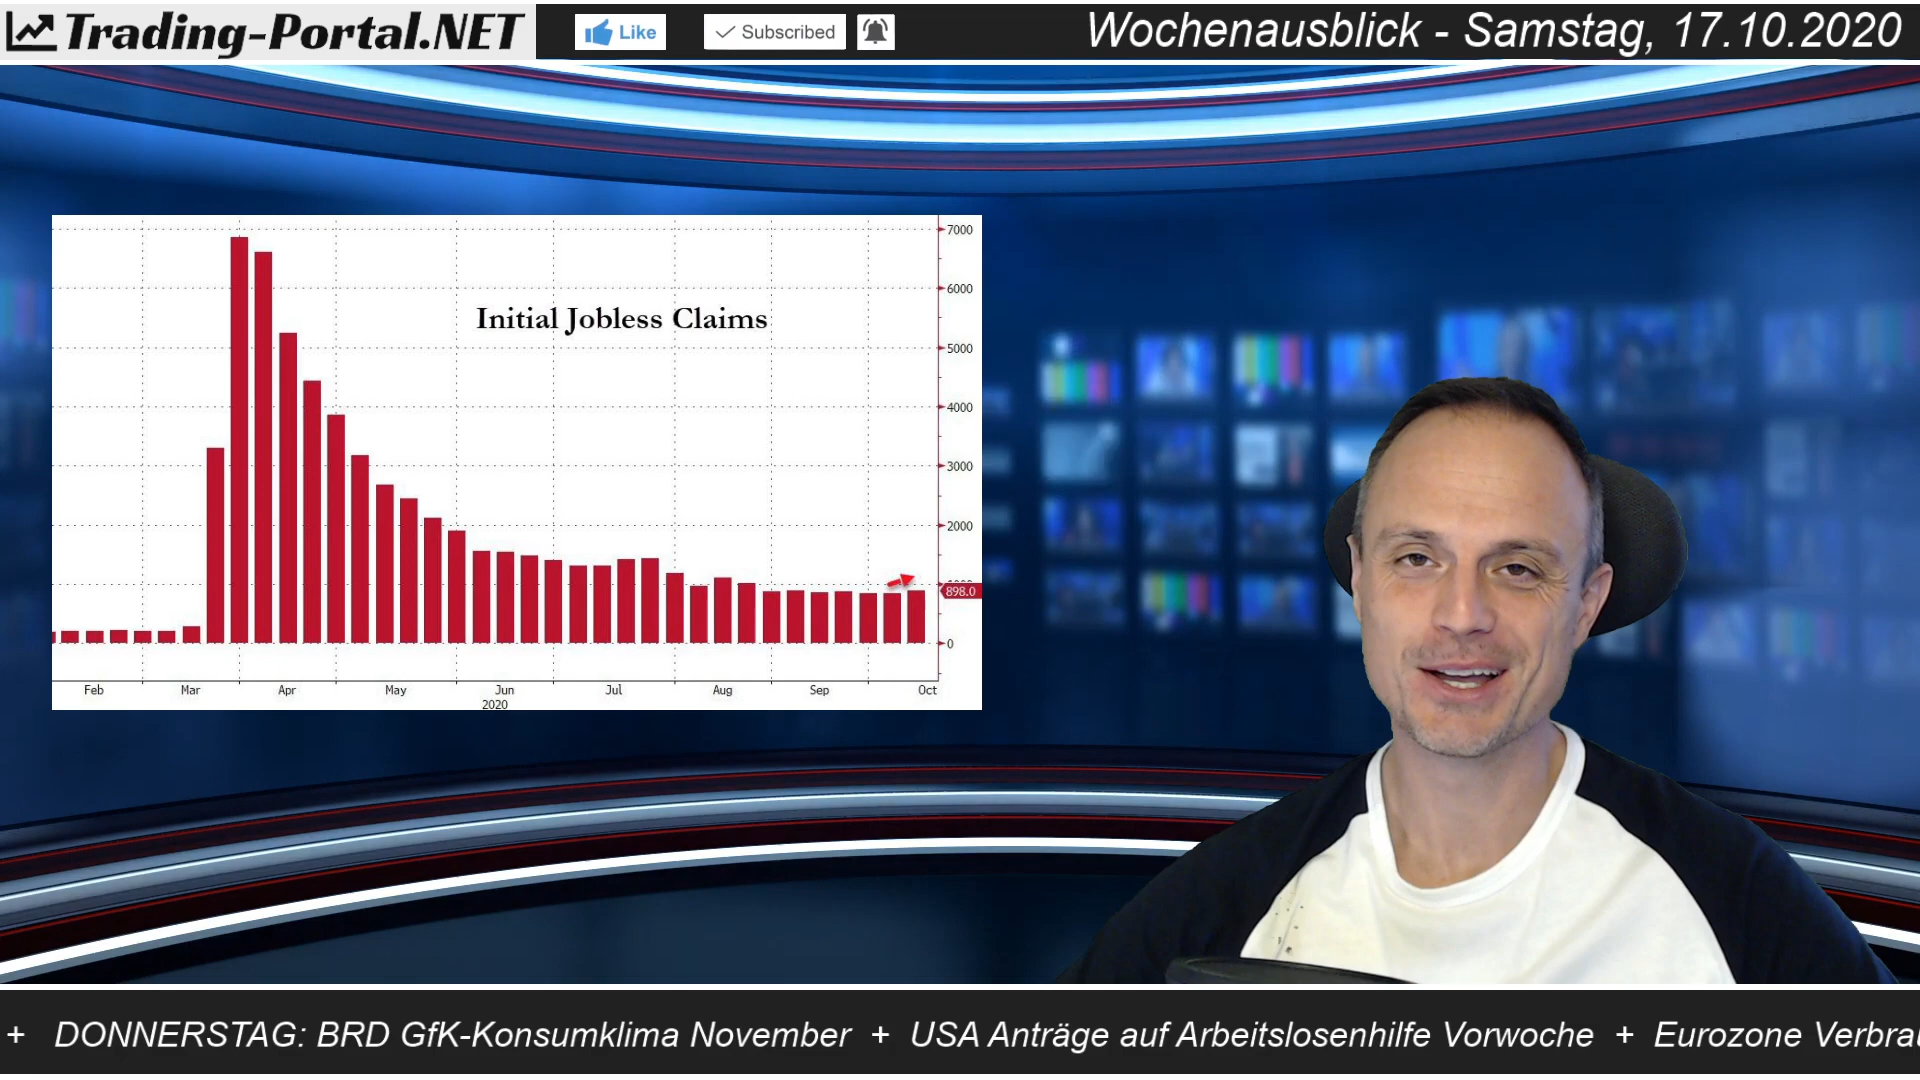 Trading-Portal.NET
Like
Subscribed
Wochenausblick - Samstag, 17.10.2020
Initial Jobless Claims
7000
6000
5000
4000
3000
2000
898.0
0
Feb Mar Apr May Jun Jul Aug Sep Oct
2020
+ DONNERSTAG: BRD GfK-Konsumklima November + USA Anträge auf Arbeitslosenhilfe Vorwoche + Eurozone Verbrau